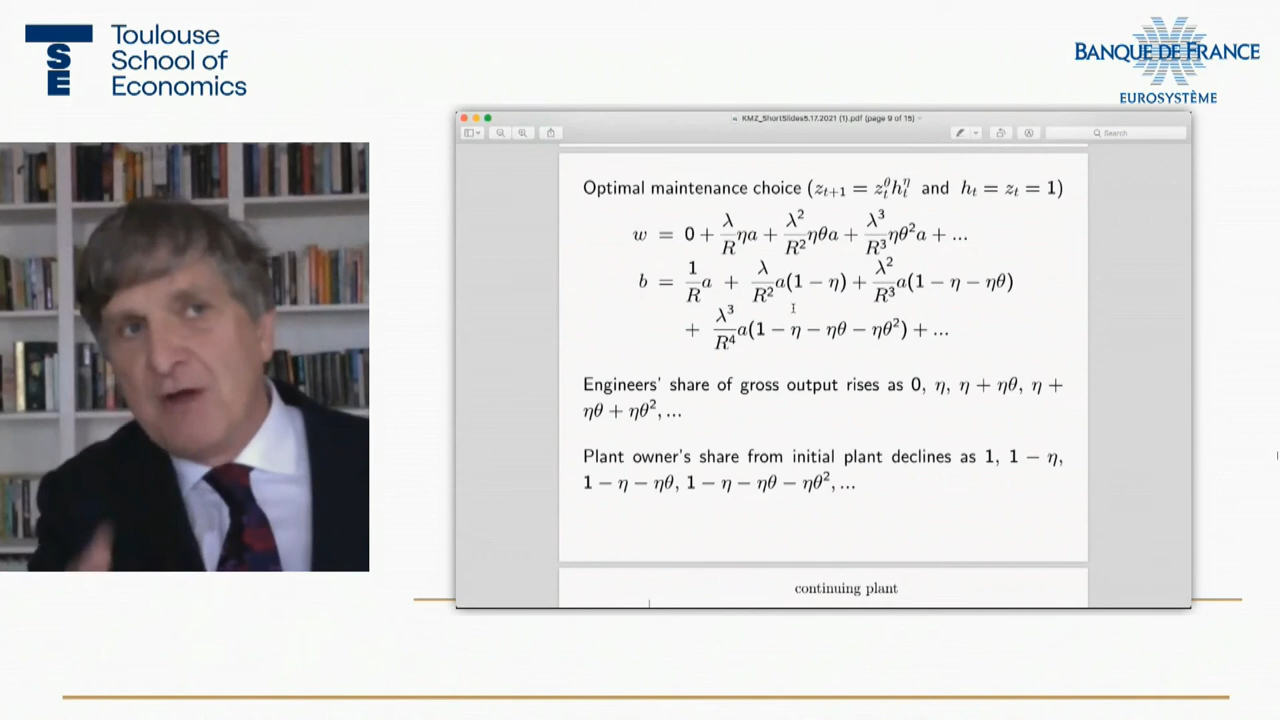 Toulouse
School of
Economics
TSE
BANQUE DE FRANCE
EUROSYSTÈME
KMZ_ShortSlides5.17.2021 (1).pdf (page 9 of 15)
Search
Optimal maintenance choice (z_{t+1} = z_t^θ h_t^η and h_t = z_t = 1)
w = 0 + λ/R ηa + λ²/R² ηθa + λ³/R³ ηθ²a + ...
b = 1/R a + λ/R² a(1 − η) + λ²/R³ a(1 − η − ηθ)
+ λ³/R⁴ a(1 − η − ηθ − ηθ²) + ...
Engineers' share of gross output rises as 0, η, η + ηθ, η +
ηθ + ηθ², ...
Plant owner's share from initial plant declines as 1, 1 − η,
1 − η − ηθ, 1 − η − ηθ − ηθ², ...
continuing plant